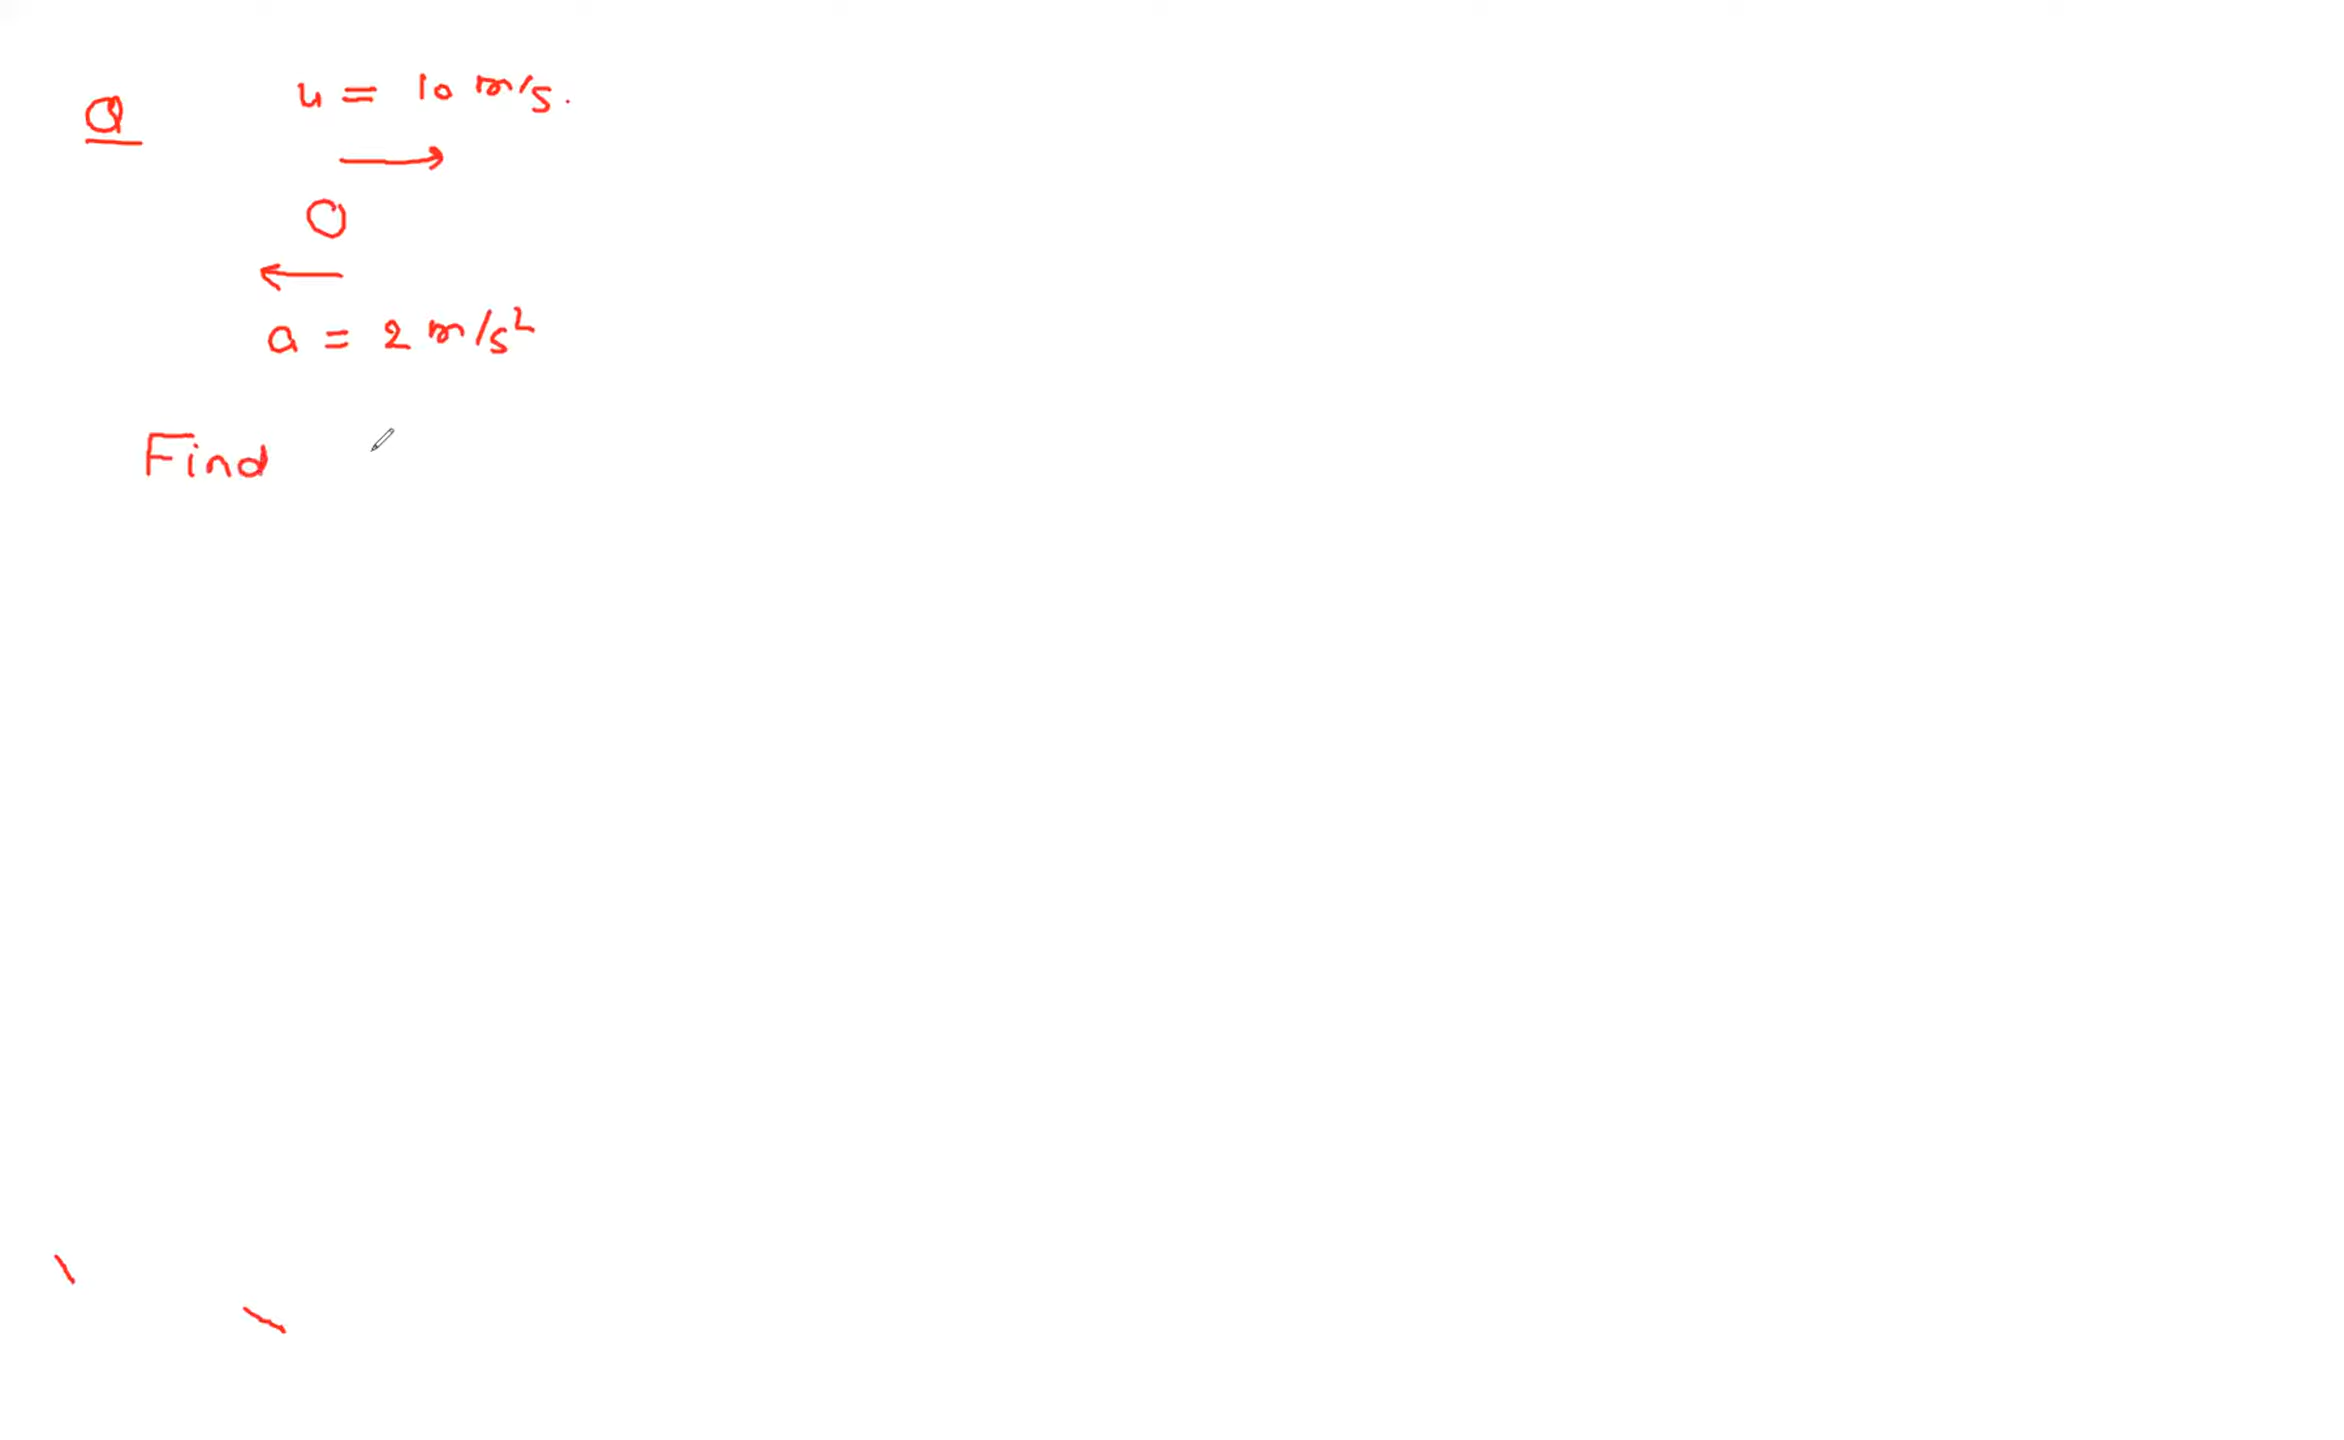 Q u = 10 m/s.
a = 2 m/s²
Find